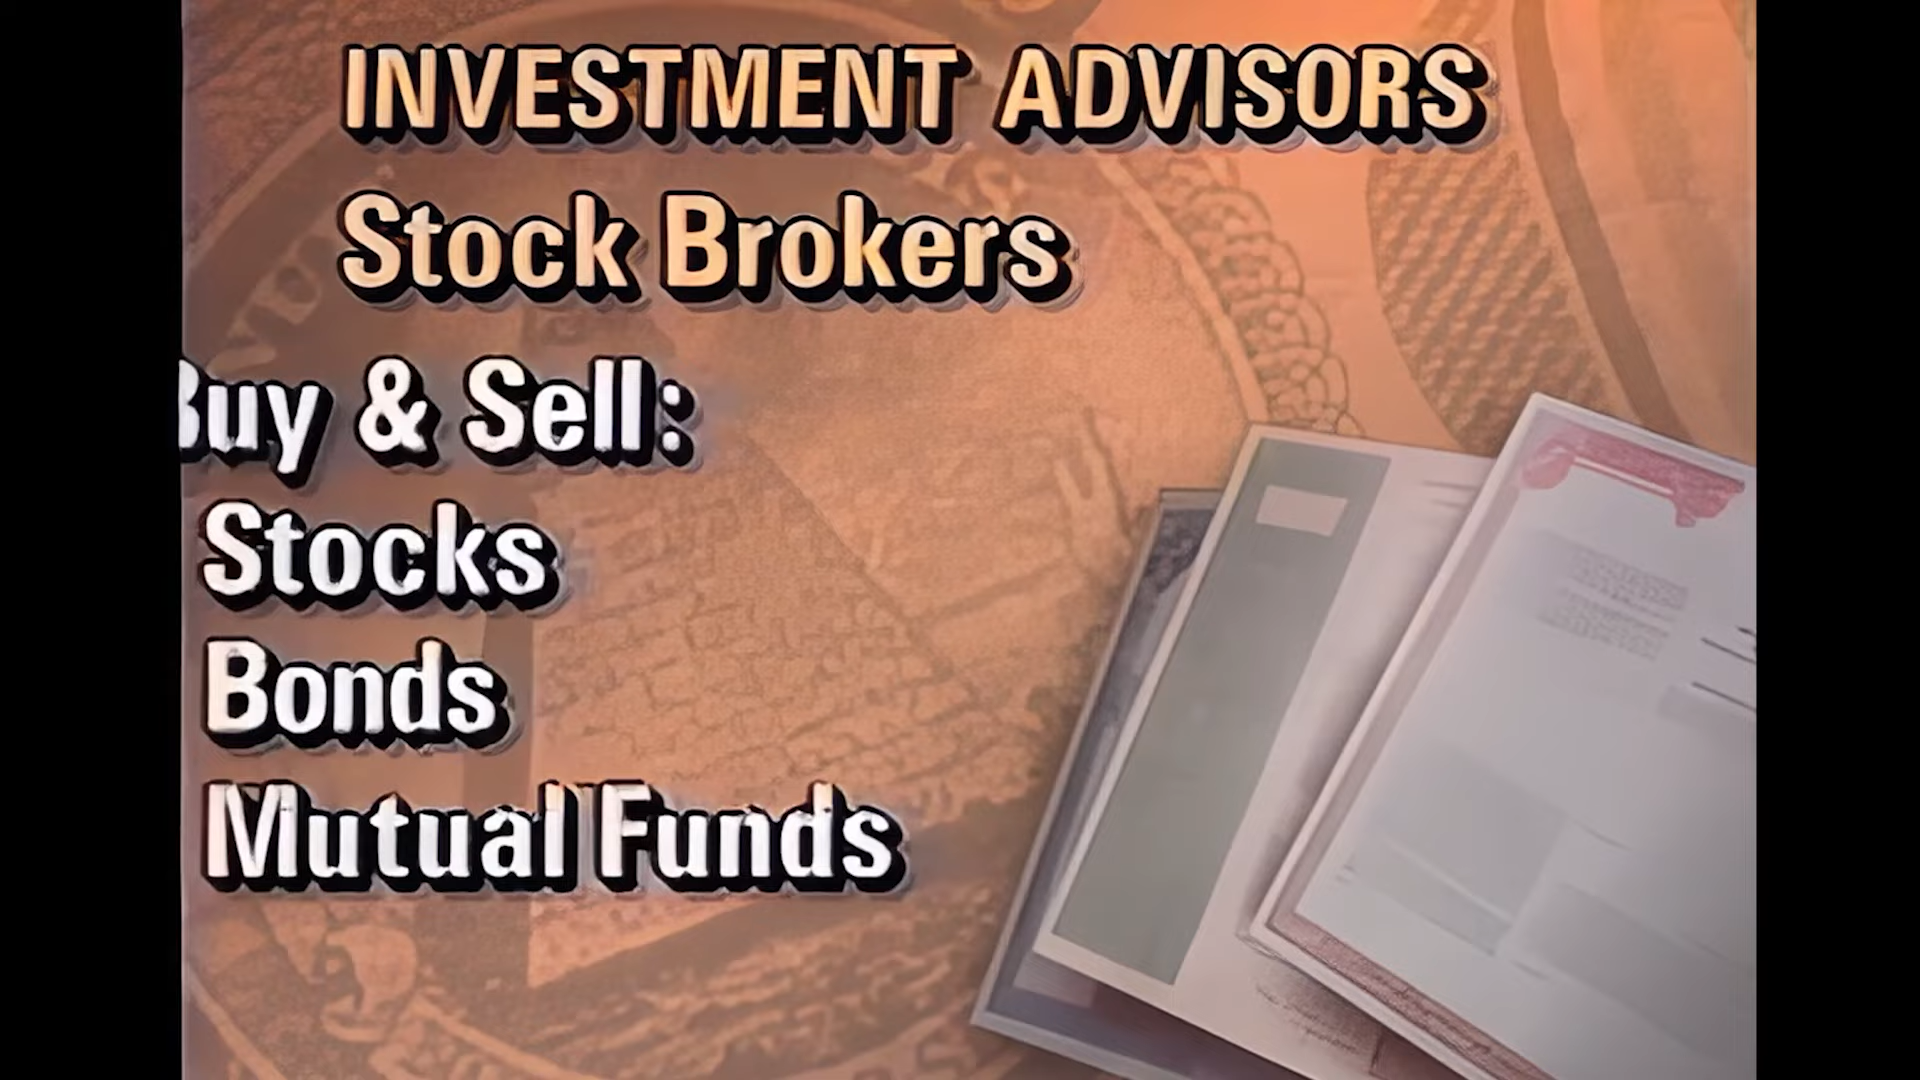 INVESTMENT ADVISORS
Stock Brokers
Buy & Sell:
Stocks
Bonds
Mutual Funds